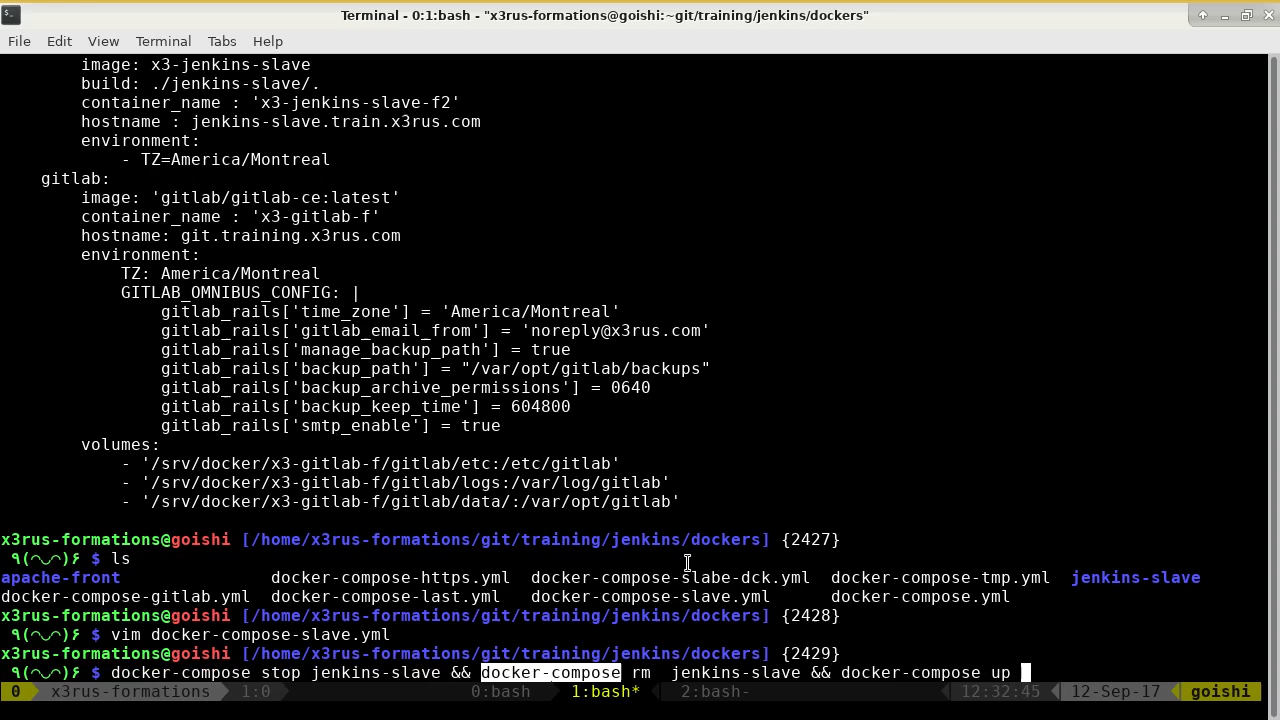 Terminal - 0:1:bash - "x3rus-formations@goishi:~git/training/jenkins/dockers"
File Edit View Terminal Tabs Help
image: x3-jenkins-slave
build: ./jenkins-slave/.
container_name : 'x3-jenkins-slave-f2'
hostname : jenkins-slave.train.x3rus.com
environment:
- TZ=America/Montreal
gitlab:
image: 'gitlab/gitlab-ce:latest'
container_name : 'x3-gitlab-f'
hostname: git.training.x3rus.com
environment:
TZ: America/Montreal
GITLAB_OMNIBUS_CONFIG: |
gitlab_rails['time_zone'] = 'America/Montreal'
gitlab_rails['gitlab_email_from'] = 'noreply@x3rus.com'
gitlab_rails['manage_backup_path'] = true
gitlab_rails['backup_path'] = "/var/opt/gitlab/backups"
gitlab_rails['backup_archive_permissions'] = 0640
gitlab_rails['backup_keep_time'] = 604800
gitlab_rails['smtp_enable'] = true
volumes:
- '/srv/docker/x3-gitlab-f/gitlab/etc:/etc/gitlab'
- '/srv/docker/x3-gitlab-f/gitlab/logs:/var/log/gitlab'
- '/srv/docker/x3-gitlab-f/gitlab/data/:/var/opt/gitlab'
x3rus-formations@goishi [/home/x3rus-formations/git/training/jenkins/dockers] {2427}
٩(◠◡◠)۶ $ ls
apache-front docker-compose-https.yml docker-compose-slabe-dck.yml docker-compose-tmp.yml jenkins-slave
docker-compose-gitlab.yml docker-compose-last.yml docker-compose-slave.yml docker-compose.yml
x3rus-formations@goishi [/home/x3rus-formations/git/training/jenkins/dockers] {2428}
٩(◠◡◠)۶ $ vim docker-compose-slave.yml
x3rus-formations@goishi [/home/x3rus-formations/git/training/jenkins/dockers] {2429}
٩(◠◡◠)۶ $ docker-compose stop jenkins-slave && docker-compose rm  jenkins-slave && docker-compose up
0 x3rus-formations 1:0 0:bash 1:bash* 2:bash- 12:32:45 12-Sep-17 goishi